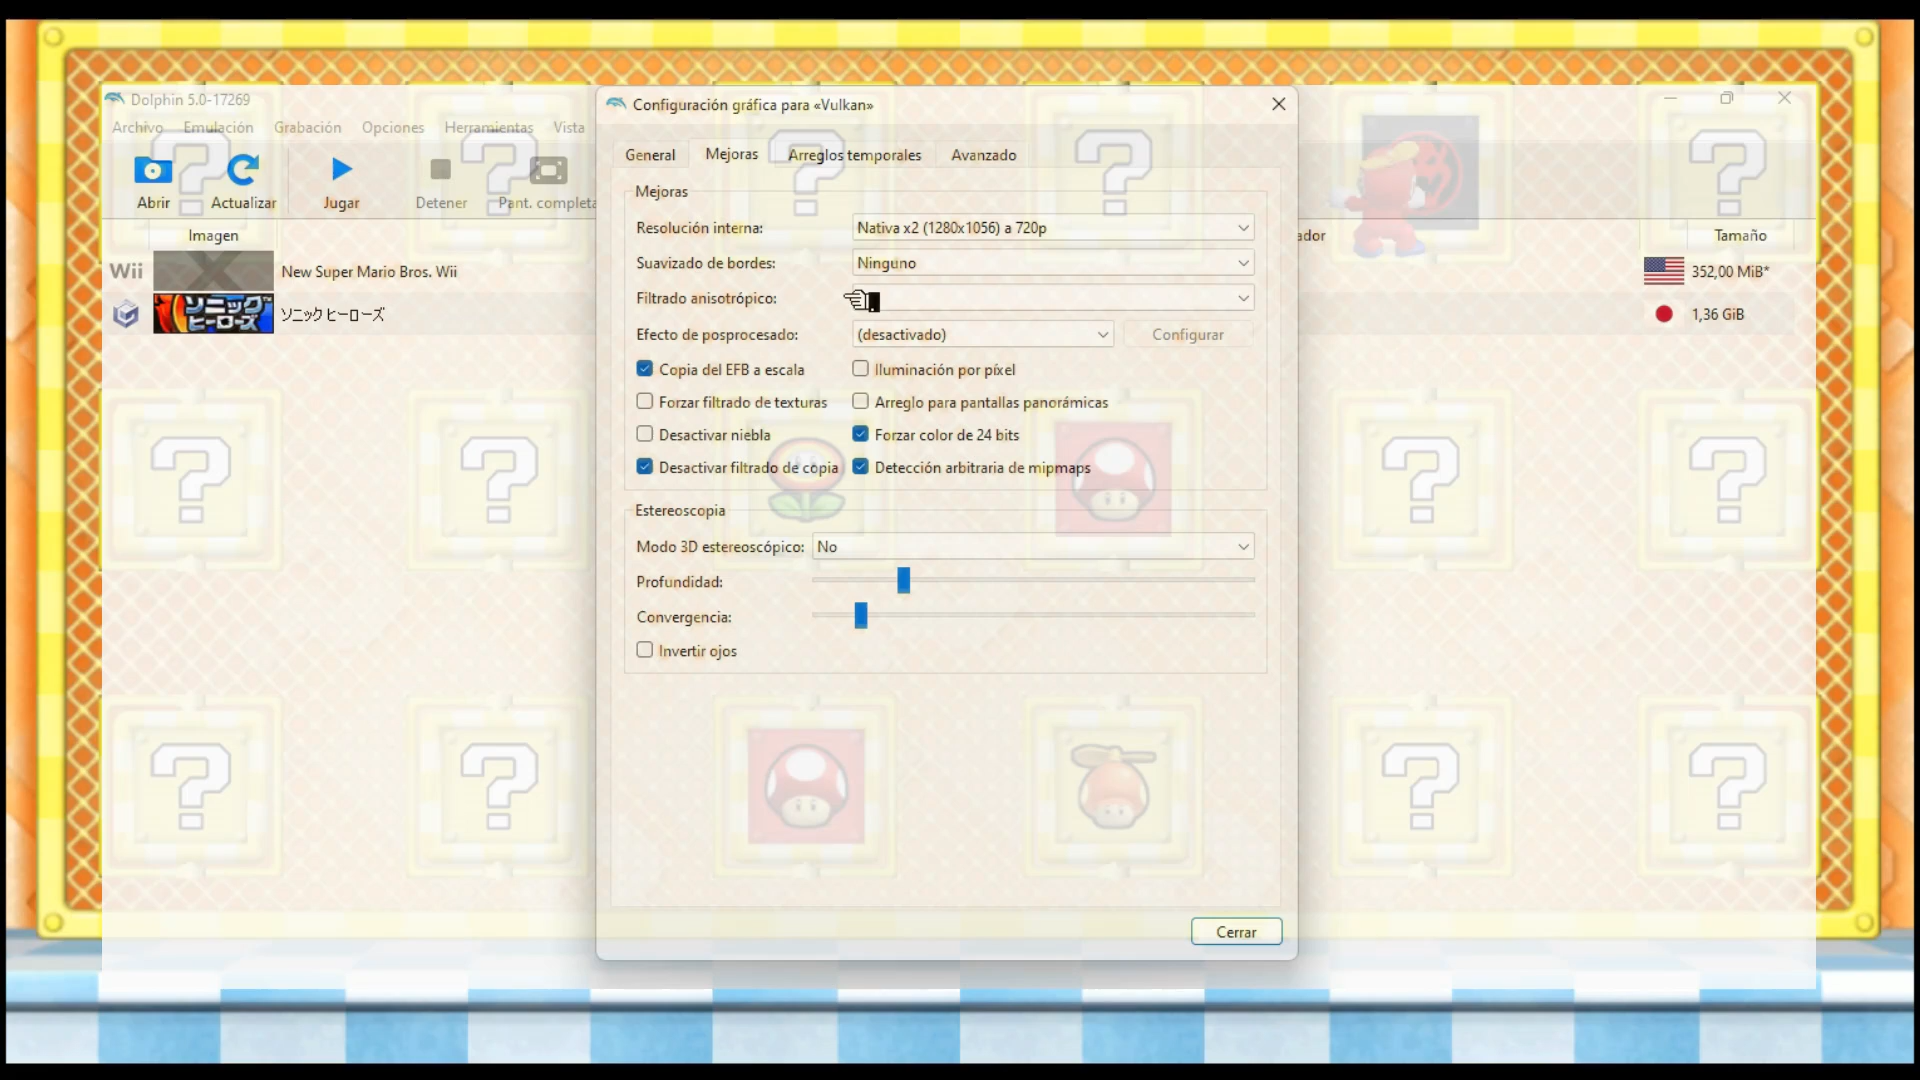 Dolphin 5.0-17269
Archivo Emulación Grabación Opciones Herramientas Vista
Abrir Actualizar Jugar Detener Pant. completa
Imagen
ador
Tamaño
Wii New Super Mario Bros. Wii
352,00 MiB*
ソニック ヒーローズ
ソニック ヒーローズ
1,36 GiB
Configuración gráfica para «Vulkan»
General Mejoras Arreglos temporales Avanzado
Mejoras
Resolución interna: Nativa x2 (1280x1056) a 720p
Suavizado de bordes: Ninguno
Filtrado anisotrópico:
Efecto de posprocesado: (desactivado) Configurar
Copia del EFB a escala Iluminación por píxel
Forzar filtrado de texturas Arreglo para pantallas panorámicas
Desactivar niebla Forzar color de 24 bits
Desactivar filtrado de copia Detección arbitraria de mipmaps
Estereoscopia
Modo 3D estereoscópico: No
Profundidad:
Convergencia:
Invertir ojos
Cerrar